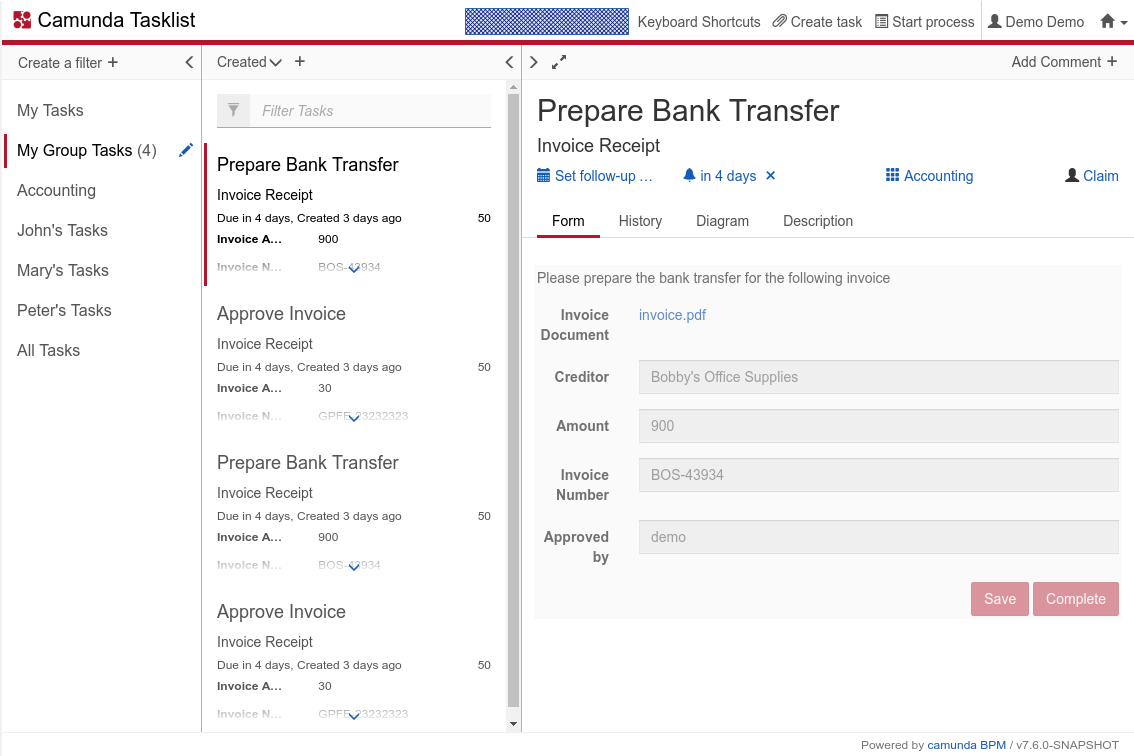 Camunda Tasklist
Keyboard Shortcuts Create task Start process Demo Demo
Create a filter +
My Tasks
My Group Tasks (4)
Accounting
John's Tasks
Mary's Tasks
Peter's Tasks
All Tasks
Created +
Filter Tasks
Prepare Bank Transfer
Invoice Receipt
Due in 4 days, Created 3 days ago 50
Invoice A... 900
Invoice N... BOS-43934
Approve Invoice
Invoice Receipt
Due in 4 days, Created 3 days ago 50
Invoice A... 30
Invoice N... GPFE-23232323
Prepare Bank Transfer
Invoice Receipt
Due in 4 days, Created 3 days ago 50
Invoice A... 900
Invoice N... BOS-43934
Approve Invoice
Invoice Receipt
Due in 4 days, Created 3 days ago 50
Invoice A... 30
Invoice N... GPFE-23232323
Add Comment +
Prepare Bank Transfer
Invoice Receipt
Set follow-up ... in 4 days × Accounting Claim
Form History Diagram Description
Please prepare the bank transfer for the following invoice
Invoice Document
invoice.pdf
Creditor
Bobby's Office Supplies
Amount
900
Invoice Number
BOS-43934
Approved by
demo
Save Complete
Powered by camunda BPM / v7.6.0-SNAPSHOT